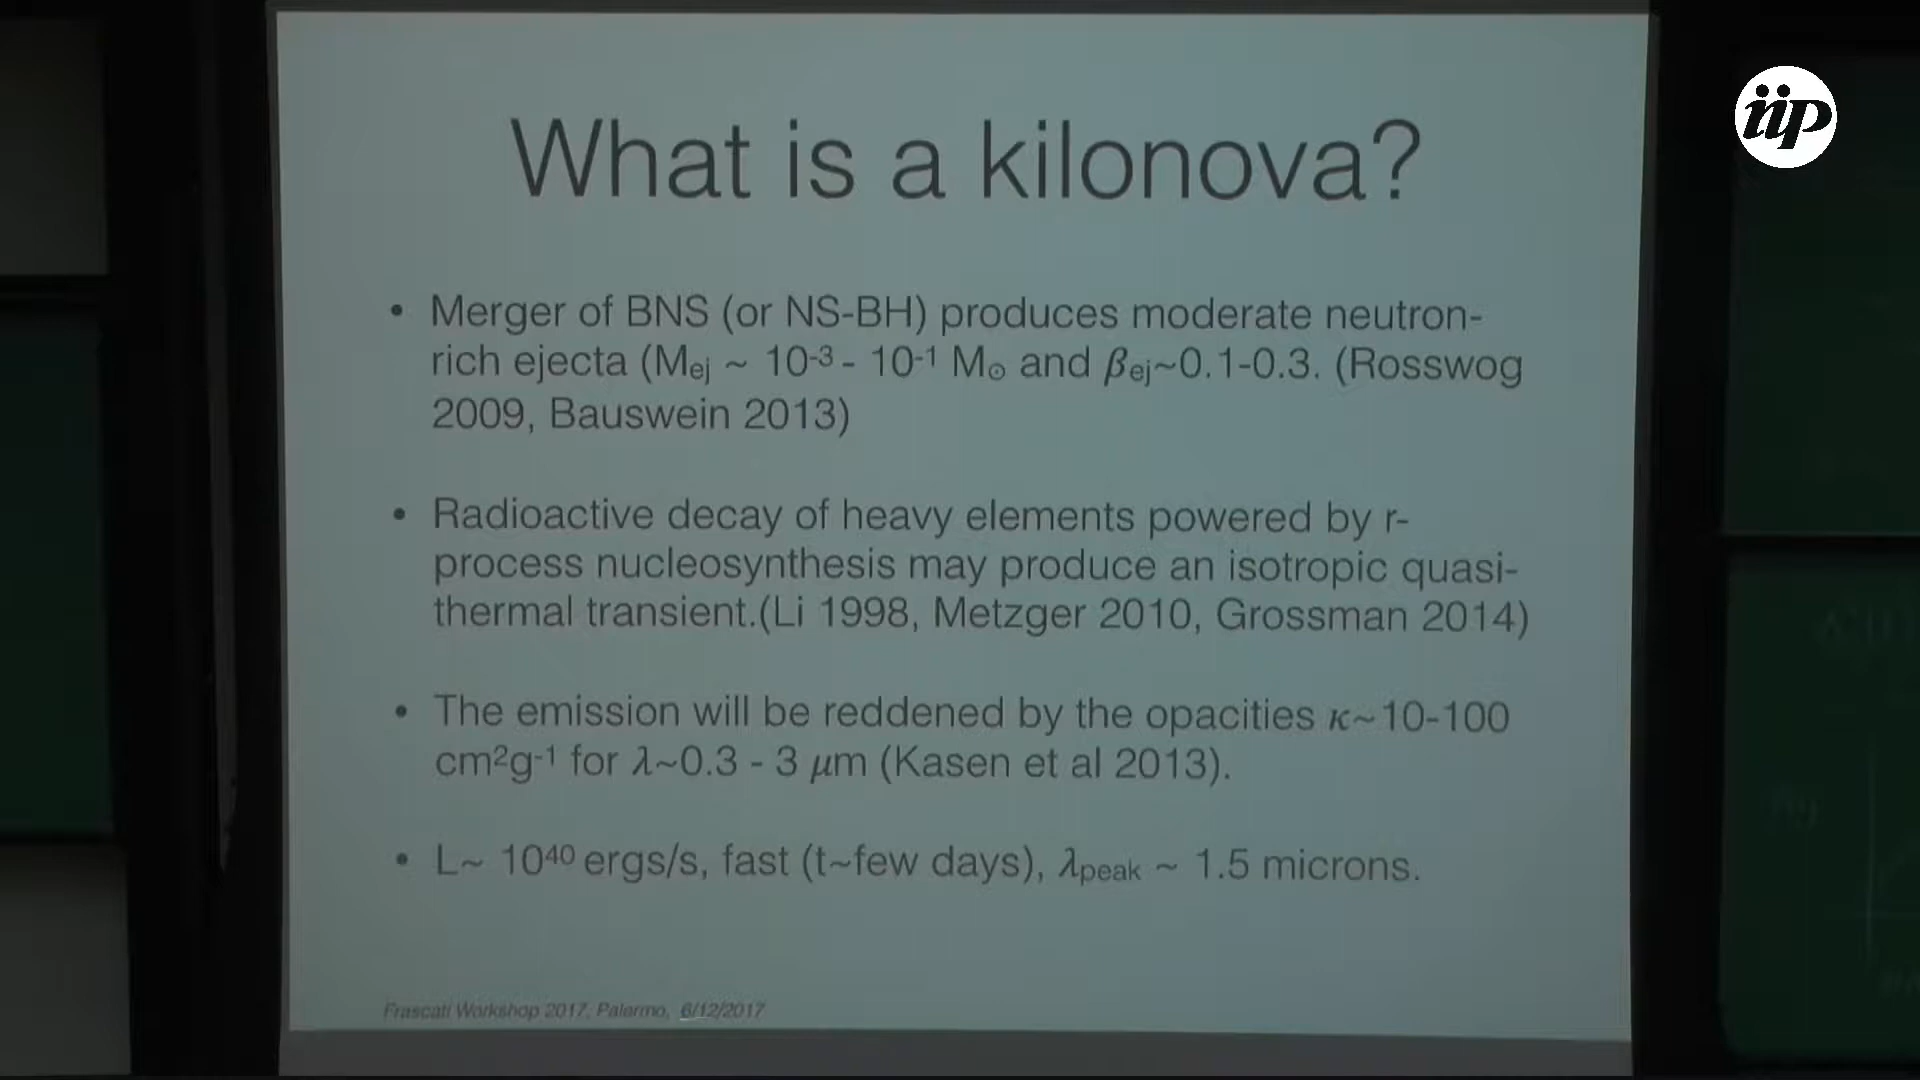 iip
What is a kilonova?
• Merger of BNS (or NS-BH) produces moderate neutron-
rich ejecta (Mej ~ 10-3 - 10-1 M⊙ and βej~0.1-0.3. (Rosswog
2009, Bauswein 2013)
• Radioactive decay of heavy elements powered by r-
process nucleosynthesis may produce an isotropic quasi-
thermal transient.(Li 1998, Metzger 2010, Grossman 2014)
• The emission will be reddened by the opacities κ~10-100
cm2g-1 for λ~0.3 - 3 μm (Kasen et al 2013).
• L~ 1040 ergs/s, fast (t~few days), λpeak ~ 1.5 microns.
Frascati Workshop 2017, Palermo, 6/12/2017